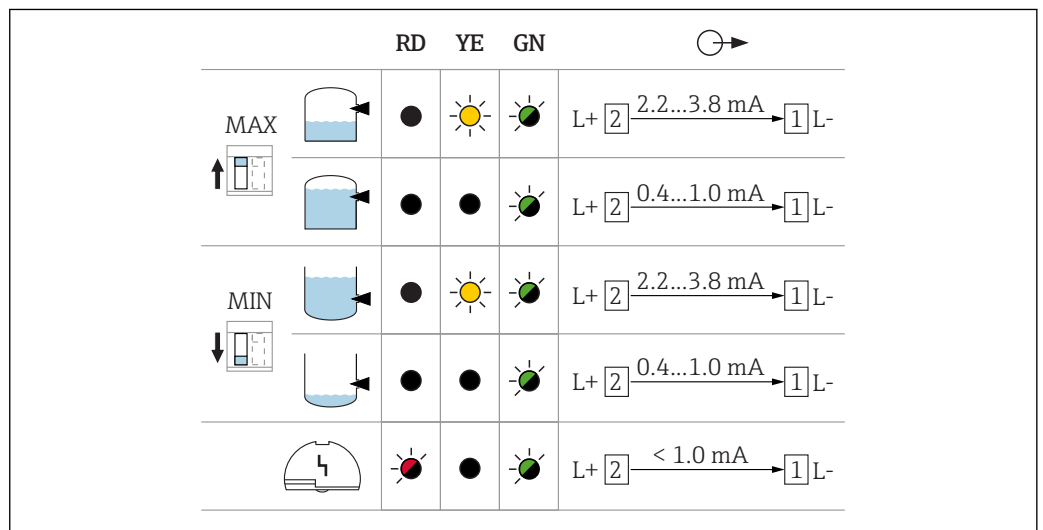 RD YE GN
MAX
L+ 2 2.2...3.8 mA 1 L-
L+ 2 0.4...1.0 mA 1 L-
MIN
L+ 2 2.2...3.8 mA 1 L-
L+ 2 0.4...1.0 mA 1 L-
L+ 2 < 1.0 mA 1 L-